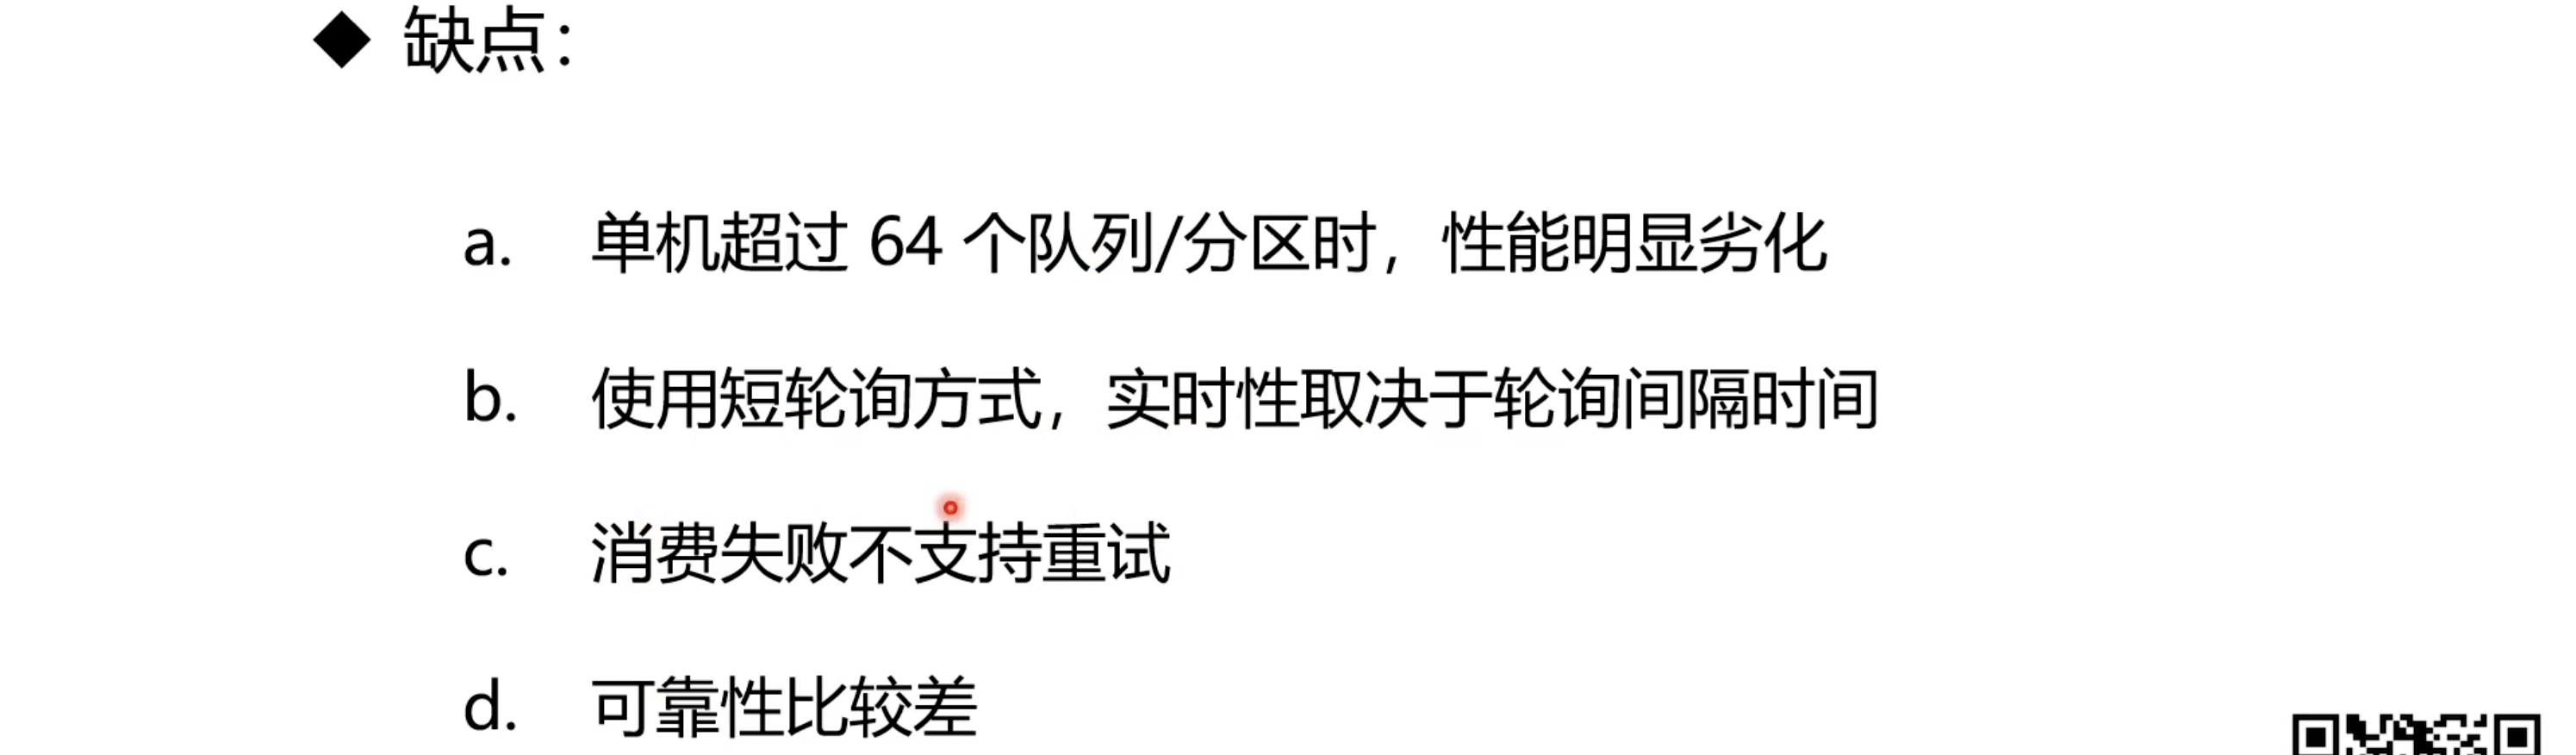 ◆ 缺点：
a. 单机超过 64 个队列/分区时，性能明显劣化
b. 使用短轮询方式，实时性取决于轮询间隔时间
c. 消费失败不支持重试
d. 可靠性比较差